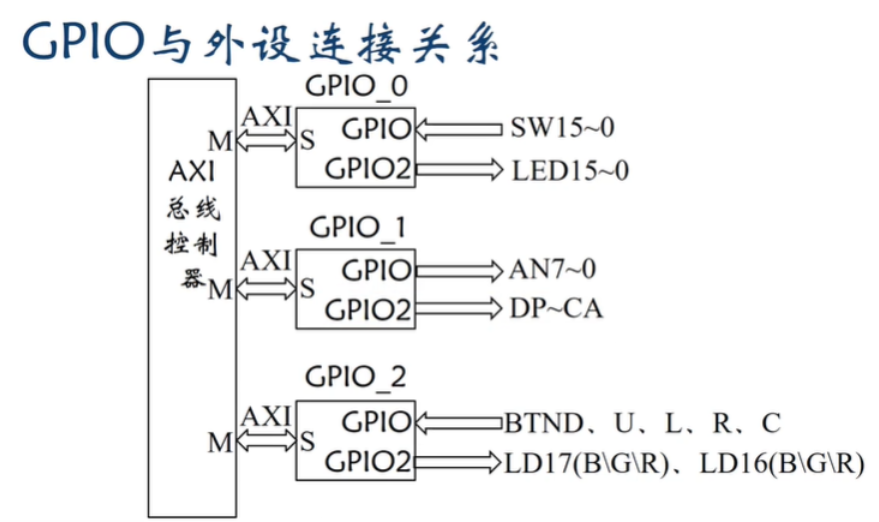 GPIO与外设连接关系
GPIO_0
AXI
M
S
GPIO
SW15~0
GPIO2
LED15~0
AXI
总线
控制
器
GPIO_1
AXI
M
S
GPIO
AN7~0
GPIO2
DP~CA
GPIO_2
AXI
M
S
GPIO
BTND、U、L、R、C
GPIO2
LD17(B\G\R)、LD16(B\G\R)